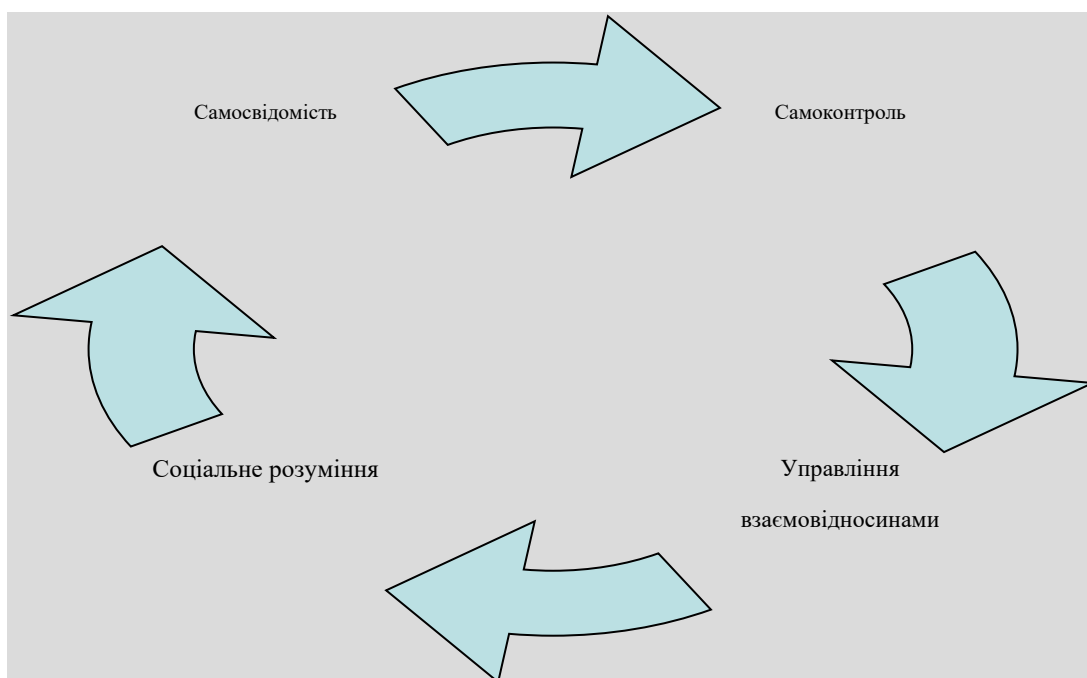 Самосвідомість
Самоконтроль
Соціальне розуміння
Управління
взаємовідносинами